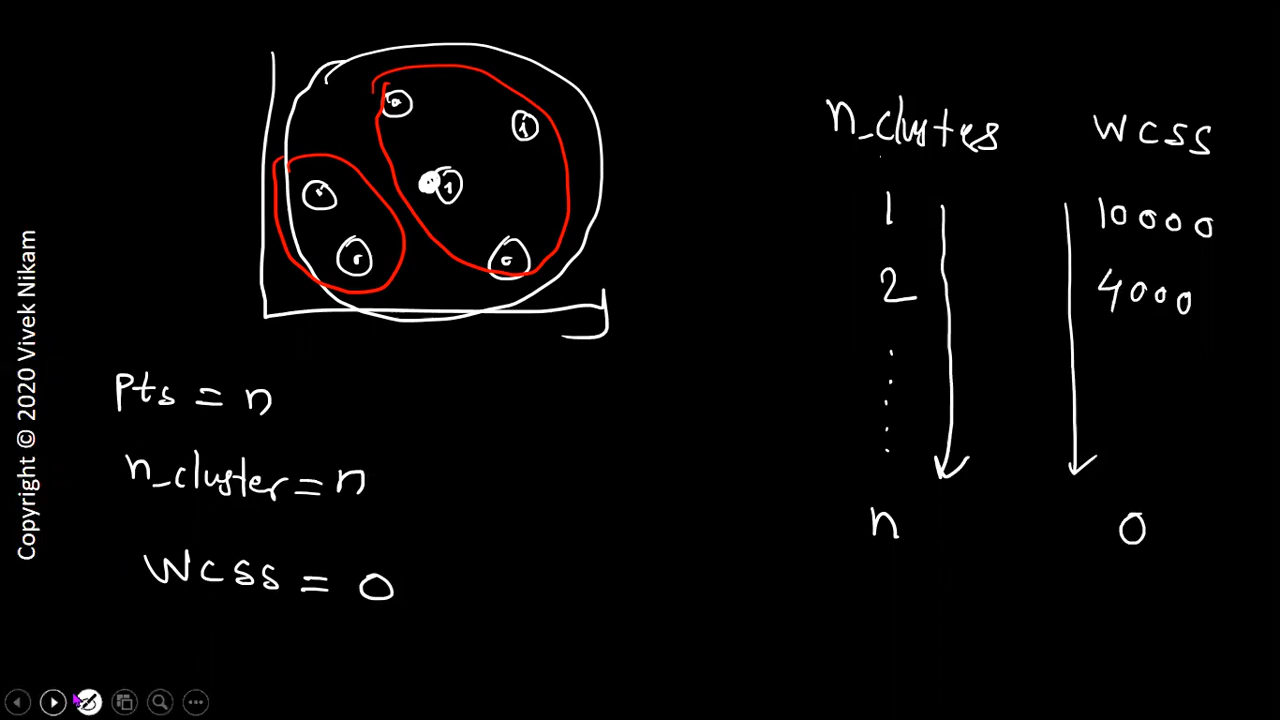 n_clustes WCSS
1 10000
2 4000
Pts = n
n_cluster = n
n 0
WCSS = 0
Copyright © 2020 Vivek Nikam